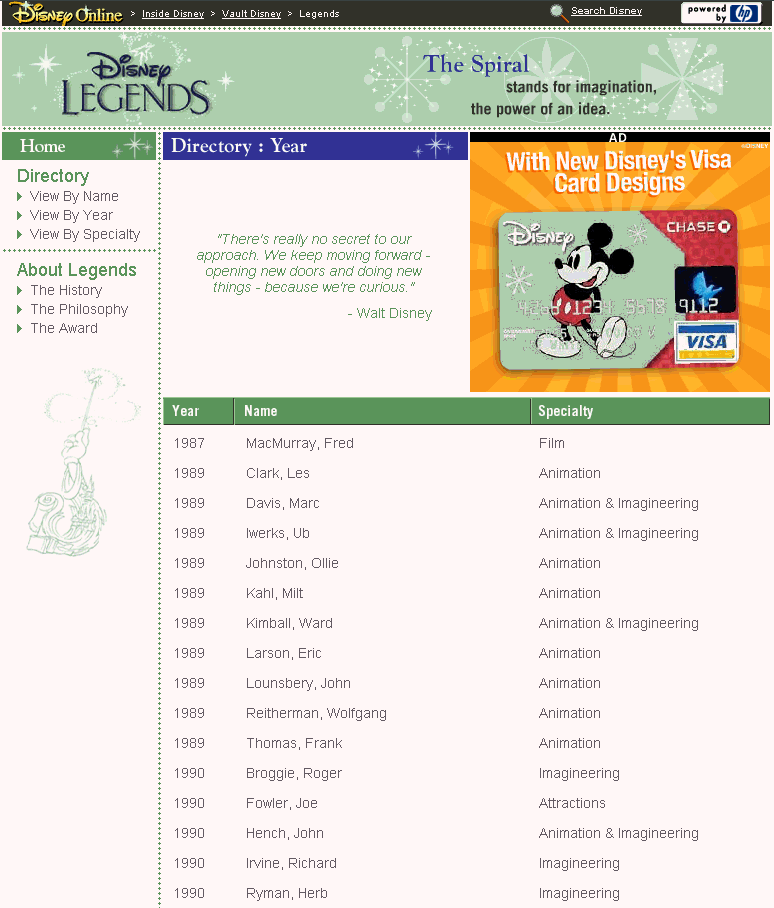 Disney Online > Inside Disney > Vault Disney > Legends
Search Disney
powered by hp
Disney
LEGENDS
The Spiral
stands for imagination,
the power of an idea.
Home
Directory
View By Name
View By Year
View By Specialty
About Legends
The History
The Philosophy
The Award
Directory : Year
"There's really no secret to our
approach. We keep moving forward -
opening new doors and doing new
things - because we're curious."
- Walt Disney
AD
©DISNEY
With New Disney's Visa
Card Designs
Disney
CHASE
9112
VISA
Year Name Specialty
1987 MacMurray, Fred Film
1989 Clark, Les Animation
1989 Davis, Marc Animation & Imagineering
1989 Iwerks, Ub Animation & Imagineering
1989 Johnston, Ollie Animation
1989 Kahl, Milt Animation
1989 Kimball, Ward Animation & Imagineering
1989 Larson, Eric Animation
1989 Lounsbery, John Animation
1989 Reitherman, Wolfgang Animation
1989 Thomas, Frank Animation
1990 Broggie, Roger Imagineering
1990 Fowler, Joe Attractions
1990 Hench, John Animation & Imagineering
1990 Irvine, Richard Imagineering
1990 Ryman, Herb Imagineering